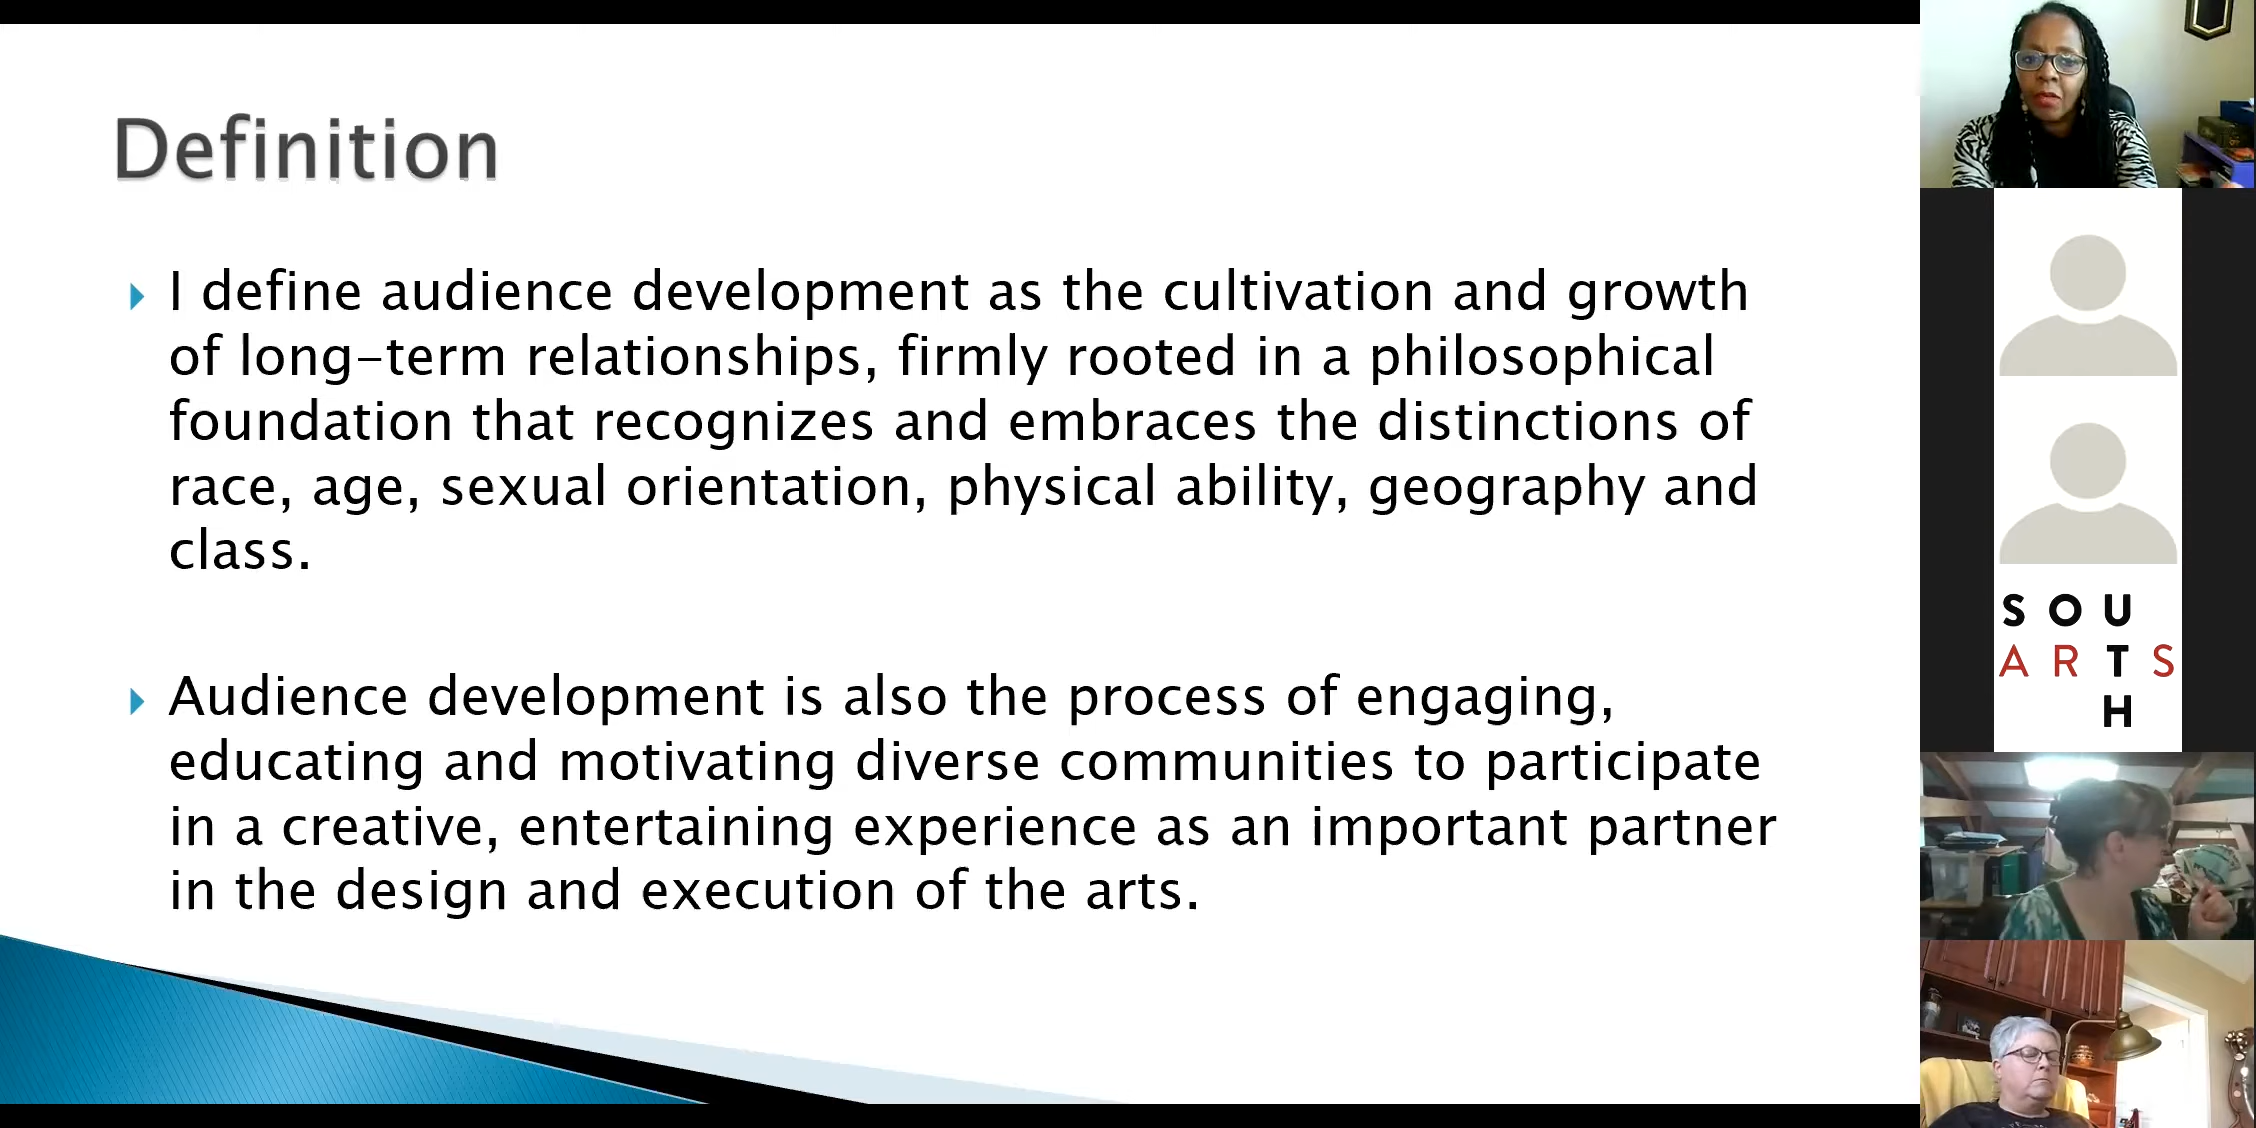 Definition
I define audience development as the cultivation and growth
of long-term relationships, firmly rooted in a philosophical
foundation that recognizes and embraces the distinctions of
race, age, sexual orientation, physical ability, geography and
class.
Audience development is also the process of engaging,
educating and motivating diverse communities to participate
in a creative, entertaining experience as an important partner
in the design and execution of the arts.
SOU
ARTS
H